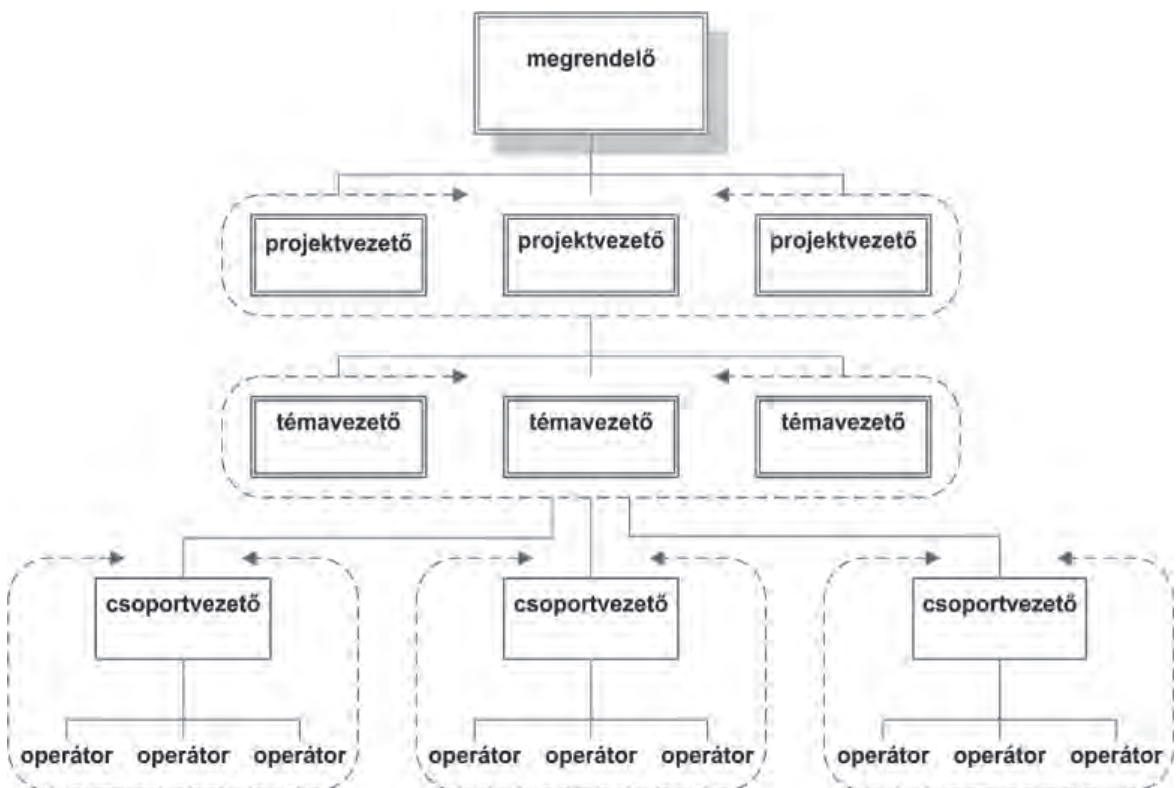 megrendelő
projektvezető projektvezető projektvezető
témavezető témavezető témavezető
csoportvezető csoportvezető csoportvezető
operátor operátor operátor operátor operátor operátor operátor operátor operátor